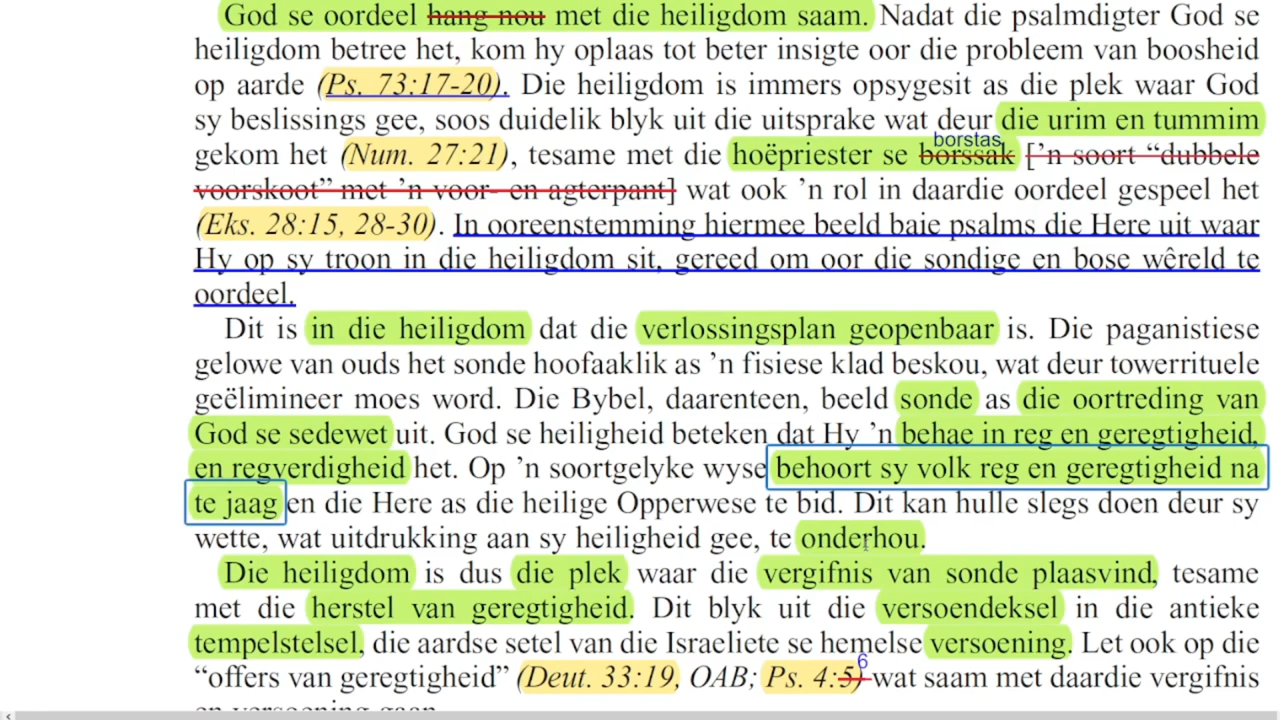 God se oordeel hang nou met die heiligdom saam. Nadat die psalmdigter God se
heiligdom betree het, kom hy oplaas tot beter insigte oor die probleem van boosheid
op aarde (Ps. 73:17-20). Die heiligdom is immers opsygesit as die plek waar God
sy beslissings gee, soos duidelik blyk uit die uitsprake wat deur die urim en tummim
borstas
gekom het (Num. 27:21), tesame met die hoëpriester se borssak [’n soort “dubbele
voorskoot” met ’n voor- en agterpant] wat ook ’n rol in daardie oordeel gespeel het
(Eks. 28:15, 28-30). In ooreenstemming hiermee beeld baie psalms die Here uit waar
Hy op sy troon in die heiligdom sit, gereed om oor die sondige en bose wêreld te
oordeel.
Dit is in die heiligdom dat die verlossingsplan geopenbaar is. Die paganistiese
gelowe van ouds het sonde hoofaaklik as ’n fisiese klad beskou, wat deur towerrituele
geëlimineer moes word. Die Bybel, daarenteen, beeld sonde as die oortreding van
God se sedewet uit. God se heiligheid beteken dat Hy ’n behae in reg en geregtigheid,
en regverdigheid het. Op ’n soortgelyke wyse behoort sy volk reg en geregtigheid na
te jaag en die Here as die heilige Opperwese te bid. Dit kan hulle slegs doen deur sy
wette, wat uitdrukking aan sy heiligheid gee, te onderhou.
Die heiligdom is dus die plek waar die vergifnis van sonde plaasvind, tesame
met die herstel van geregtigheid. Dit blyk uit die versoendeksel in die antieke
tempelstelsel, die aardse setel van die Israeliete se hemelse versoening. Let ook op die
6
“offers van geregtigheid” (Deut. 33:19, OAB; Ps. 4:5) wat saam met daardie vergifnis
en versoening gaan.